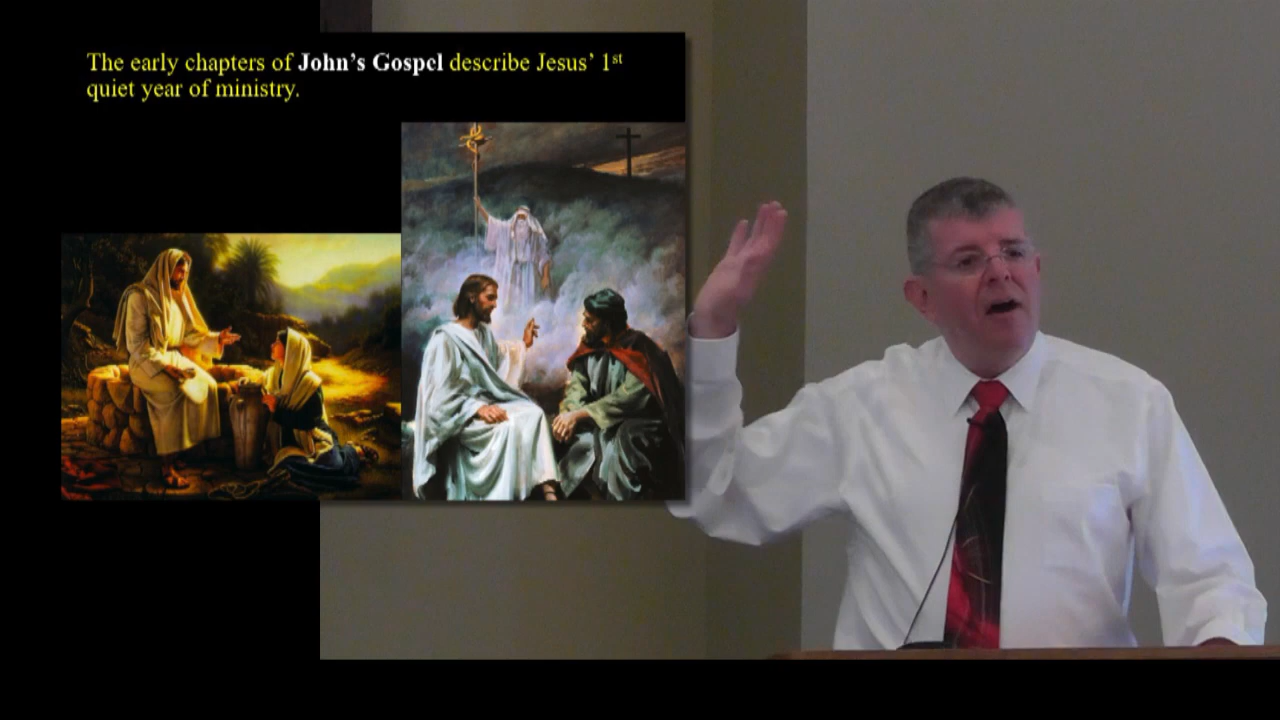 The early chapters of John's Gospel describe Jesus' 1st
quiet year of ministry.